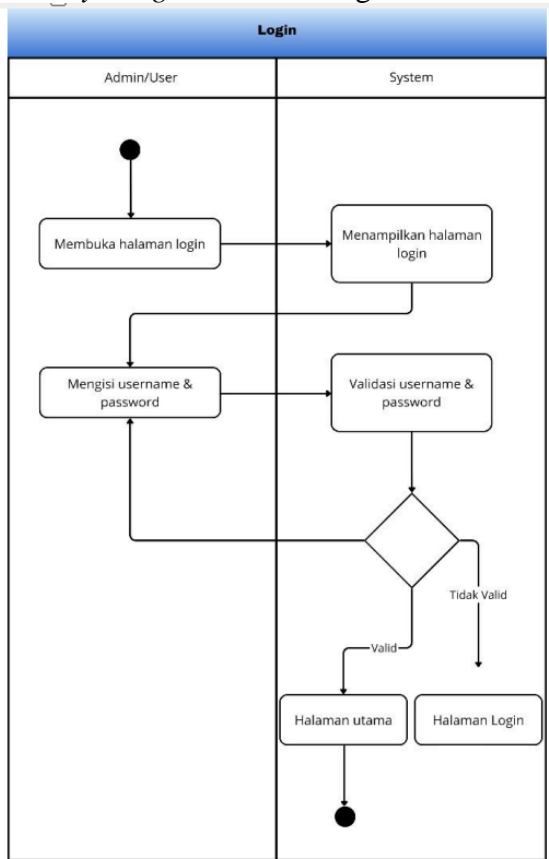 Login
Admin/User
System
Membuka halaman login
Menampilkan halaman
login
Mengisi username &
password
Validasi username &
password
Tidak Valid
Valid
Halaman utama
Halaman Login